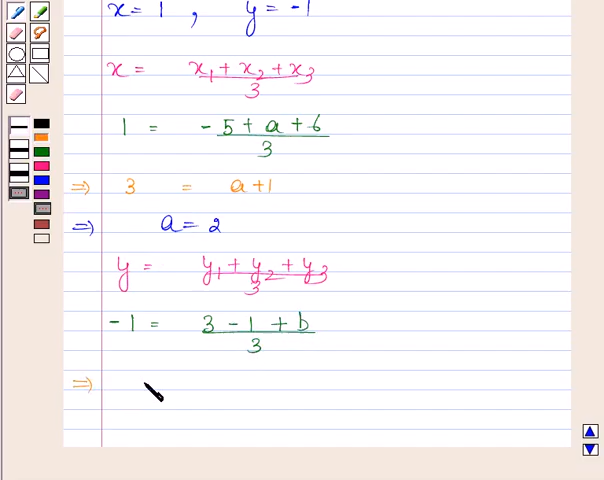 x = 1 , y = -1
x = x₁ + x₂ + x₃ / 3
1 = -5 + a + 6 / 3
⇒ 3 = a + 1
⇒ a = 2
y = y₁ + y₂ + y₃ / 3
-1 = 3 - 1 + b / 3
⇒